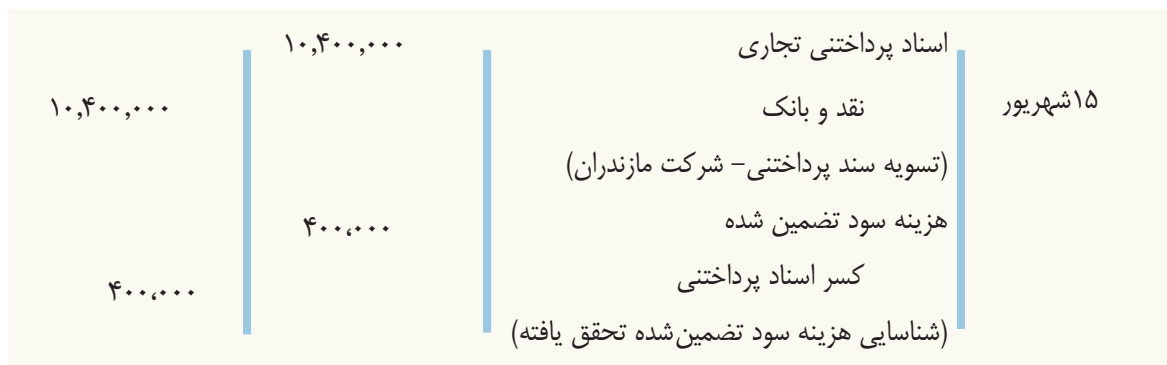 اسناد پرداختنی تجاری ۱۰,۴۰۰,۰۰۰
۱۵شهریور
نقد و بانک ۱۰,۴۰۰,۰۰۰
(تسویه سند پرداختنی– شرکت مازندران)
هزینه سود تضمین شده ۴۰۰،۰۰۰
کسر اسناد پرداختنی ۴۰۰،۰۰۰
(شناسایی هزینه سود تضمین‌شده تحقق یافته)